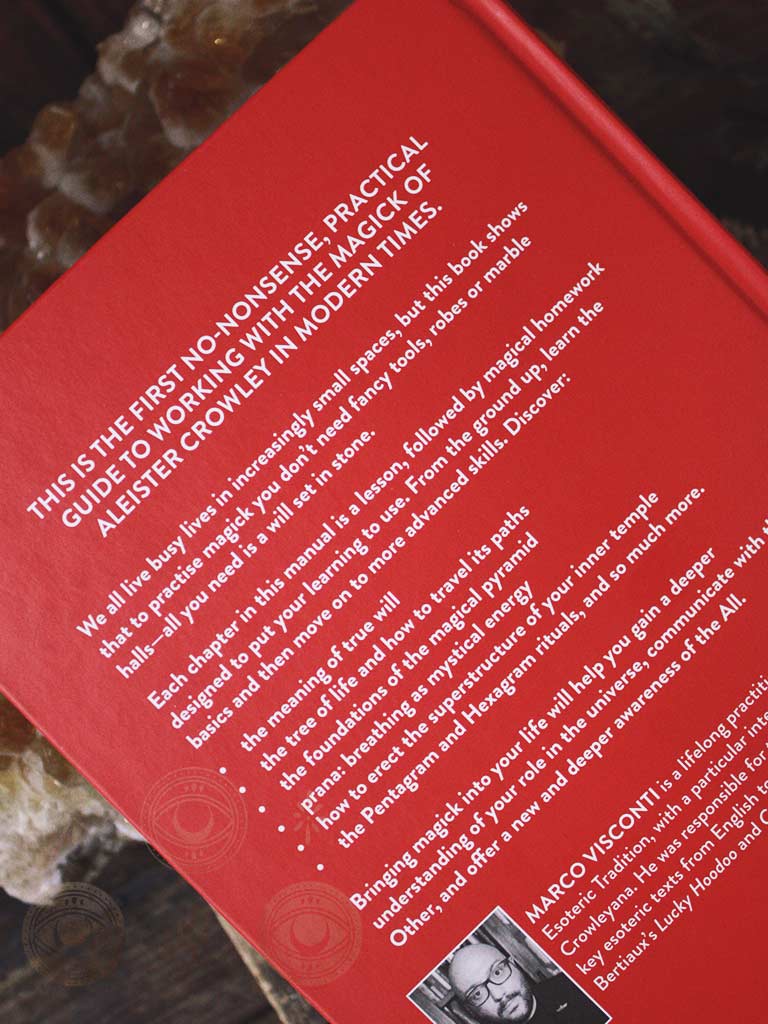 THIS IS THE FIRST NO-NONSENSE, PRACTICAL
GUIDE TO WORKING WITH THE MAGICK OF
ALEISTER CROWLEY IN MODERN TIMES.
We all live busy lives in increasingly small spaces, but this book shows
that to practise magick you don't need fancy tools, robes or marble
halls—all you need is a will set in stone.
Each chapter in this manual is a lesson, followed by magical homework
designed to put your learning to use. From the ground up, learn the
basics and then move on to more advanced skills. Discover:
• the meaning of true will
• the tree of life and how to travel its paths
• the foundations of the magical pyramid
• prana: breathing as mystical energy
• how to erect the superstructure of your inner temple
• the Pentagram and Hexagram rituals, and so much more.
Bringing magick into your life will help you gain a deeper
understanding of your role in the universe, communicate with
Other, and offer a new and deeper awareness of the All.
MARCO VISCONTI is a lifelong
Esoteric Tradition, with a particular
Crowleyana. He was responsible for
key esoteric texts from English
Bertiaux's Lucky Hoodoo and